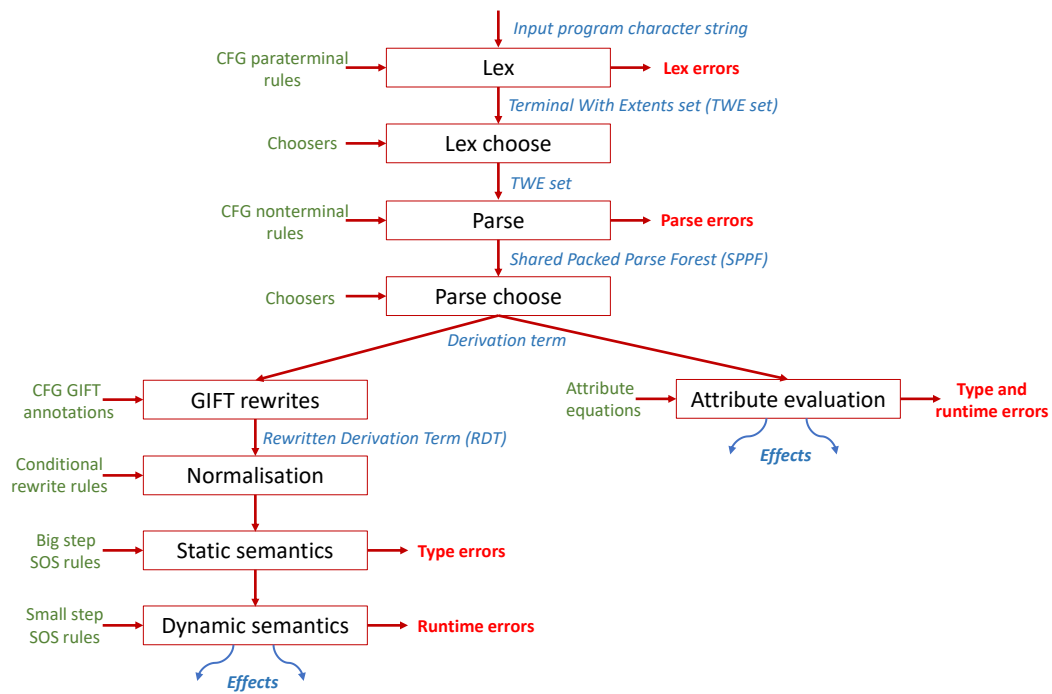 Input program character string
CFG paraterminal
rules
Lex
Lex errors
Terminal With Extents set (TWE set)
Choosers
Lex choose
TWE set
CFG nonterminal
rules
Parse
Parse errors
Shared Packed Parse Forest (SPPF)
Choosers
Parse choose
Derivation term
CFG GIFT
annotations
GIFT rewrites
Attribute
equations
Attribute evaluation
Type and
runtime errors
Rewritten Derivation Term (RDT)
Effects
Conditional
rewrite rules
Normalisation
Big step
SOS rules
Static semantics
Type errors
Small step
SOS rules
Dynamic semantics
Runtime errors
Effects